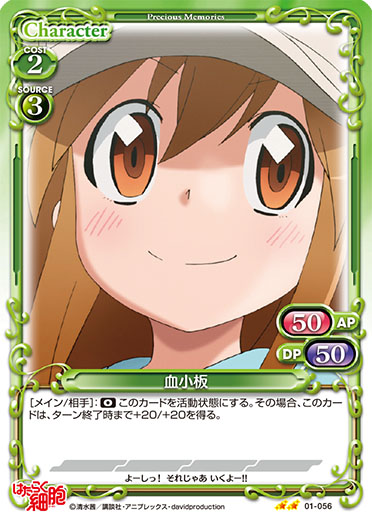 Precious Memories
Character
COST
2
SOURCE
3
50 AP
DP 50
血小板
[メイン/相手]:このカードを活動状態にする。その場合、このカー
ドは、ターン終了時まで+20/+20を得る。
よーしっ! それじゃあ いくよー!!
はたらく
細胞
©清水茜/講談社・アニプレックス・davidproduction
01-056